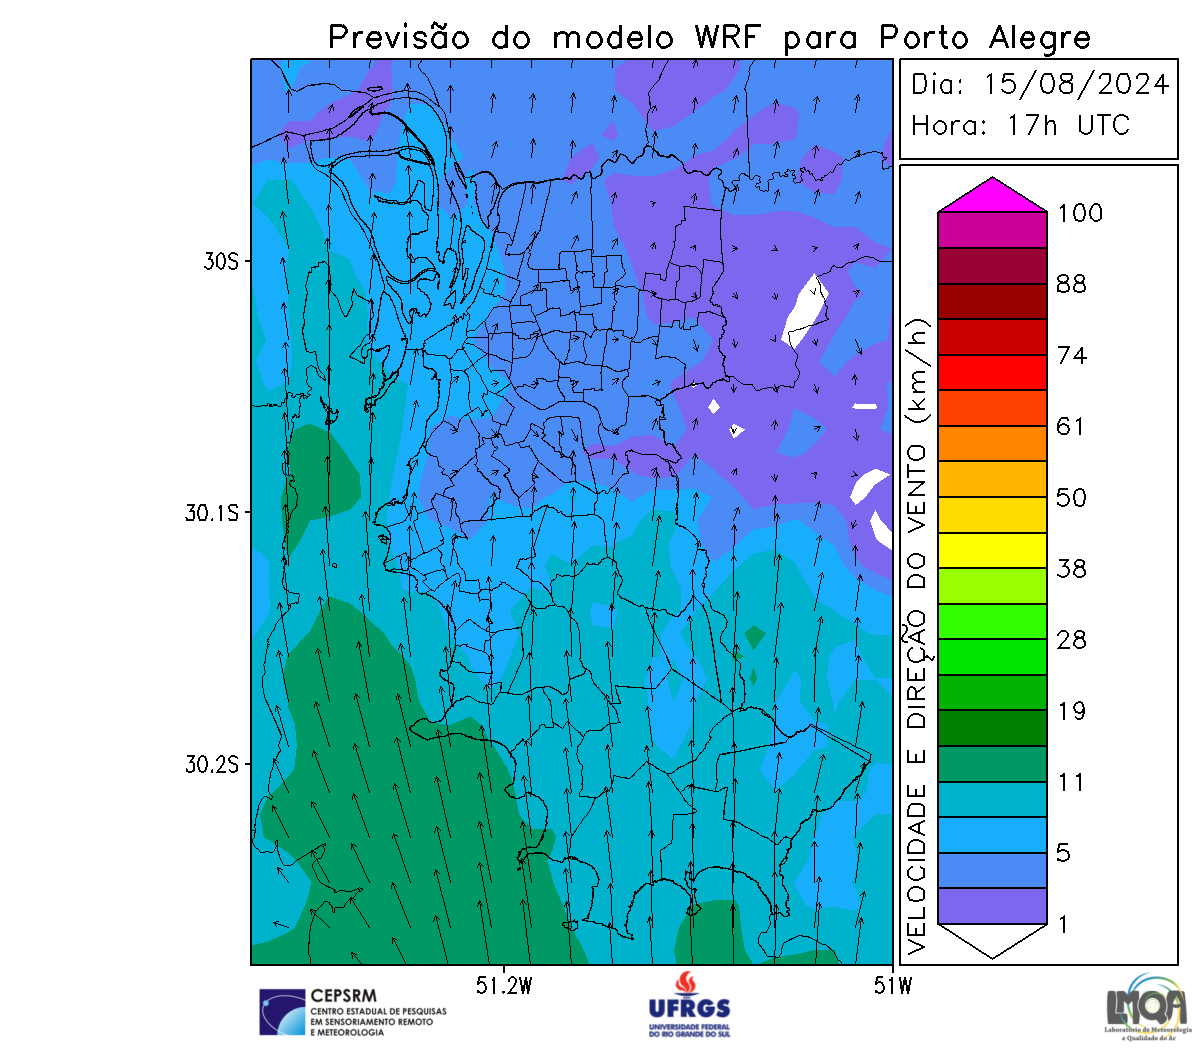 Previsão do modelo WRF para Porto Alegre
Dia: 15/08/2024
Hora: 17h UTC
30S
30.1S
30.2S
51.2W
51W
VELOCIDADE E DIREÇÃO DO VENTO (km/h)
100
88
74
61
50
38
28
19
11
5
1
CEPSRM
CENTRO ESTADUAL DE PESQUISAS
EM SENSORIAMENTO REMOTO
E METEOROLOGIA
UFRGS
UNIVERSIDADE FEDERAL
DO RIO GRANDE DO SUL
LMQA
Laboratório de Meteorologia
e Qualidade do Ar